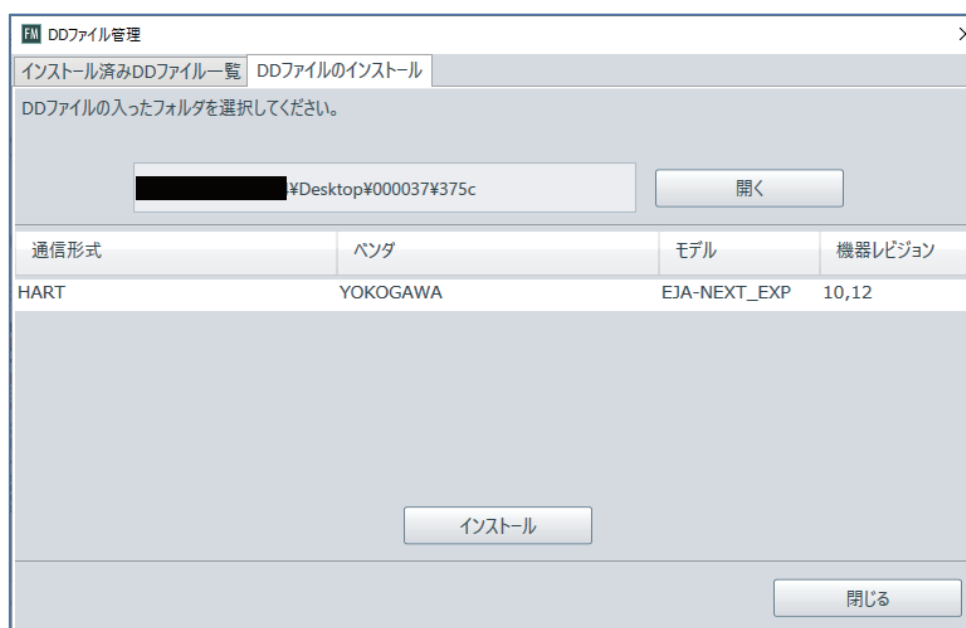 FM DDファイル管理
インストール済みDDファイル一覧 DDファイルのインストール
DDファイルの入ったフォルダを選択してください。
¥Desktop¥000037¥375c 開く
通信形式 ベンダ モデル 機器レビジョン
HART YOKOGAWA EJA-NEXT_EXP 10,12
インストール
閉じる